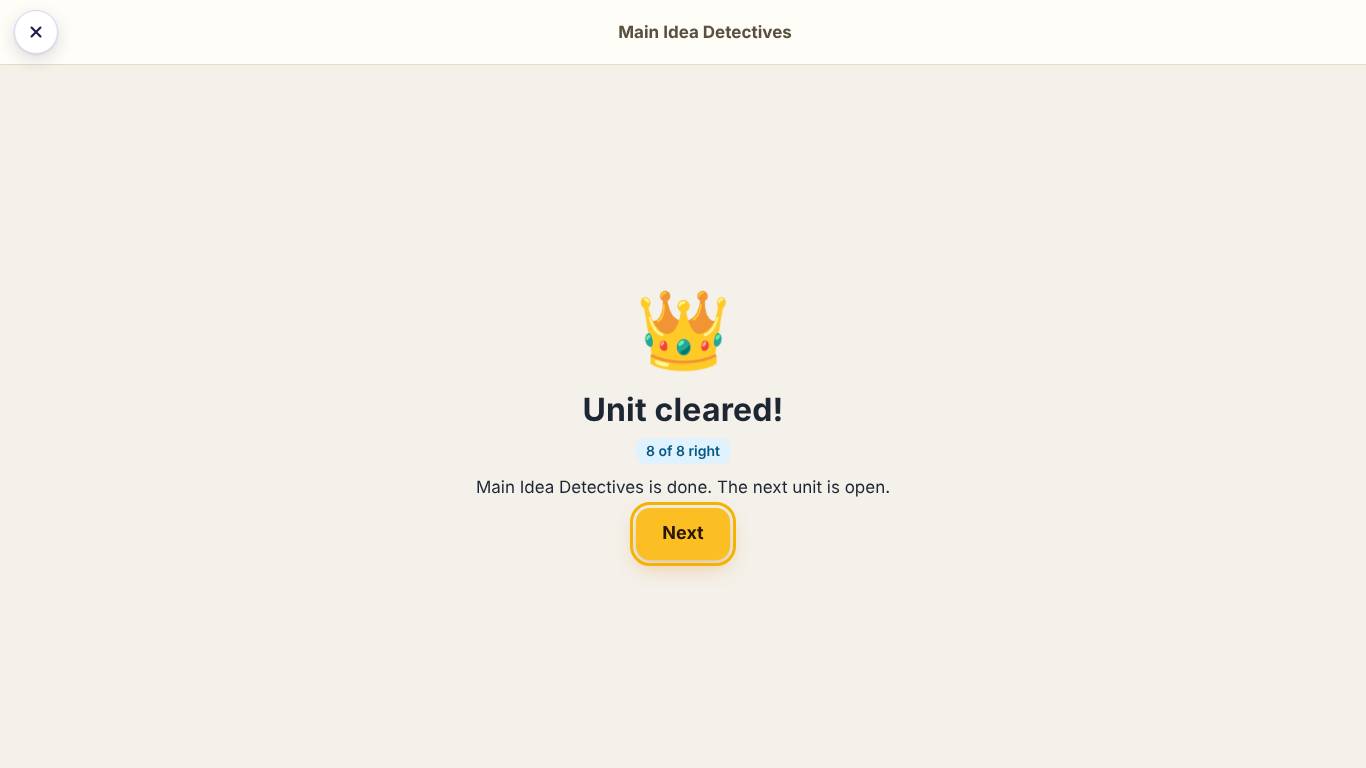 Main Idea Detectives
Unit cleared!
8 of 8 right
Main Idea Detectives is done. The next unit is open.
Next